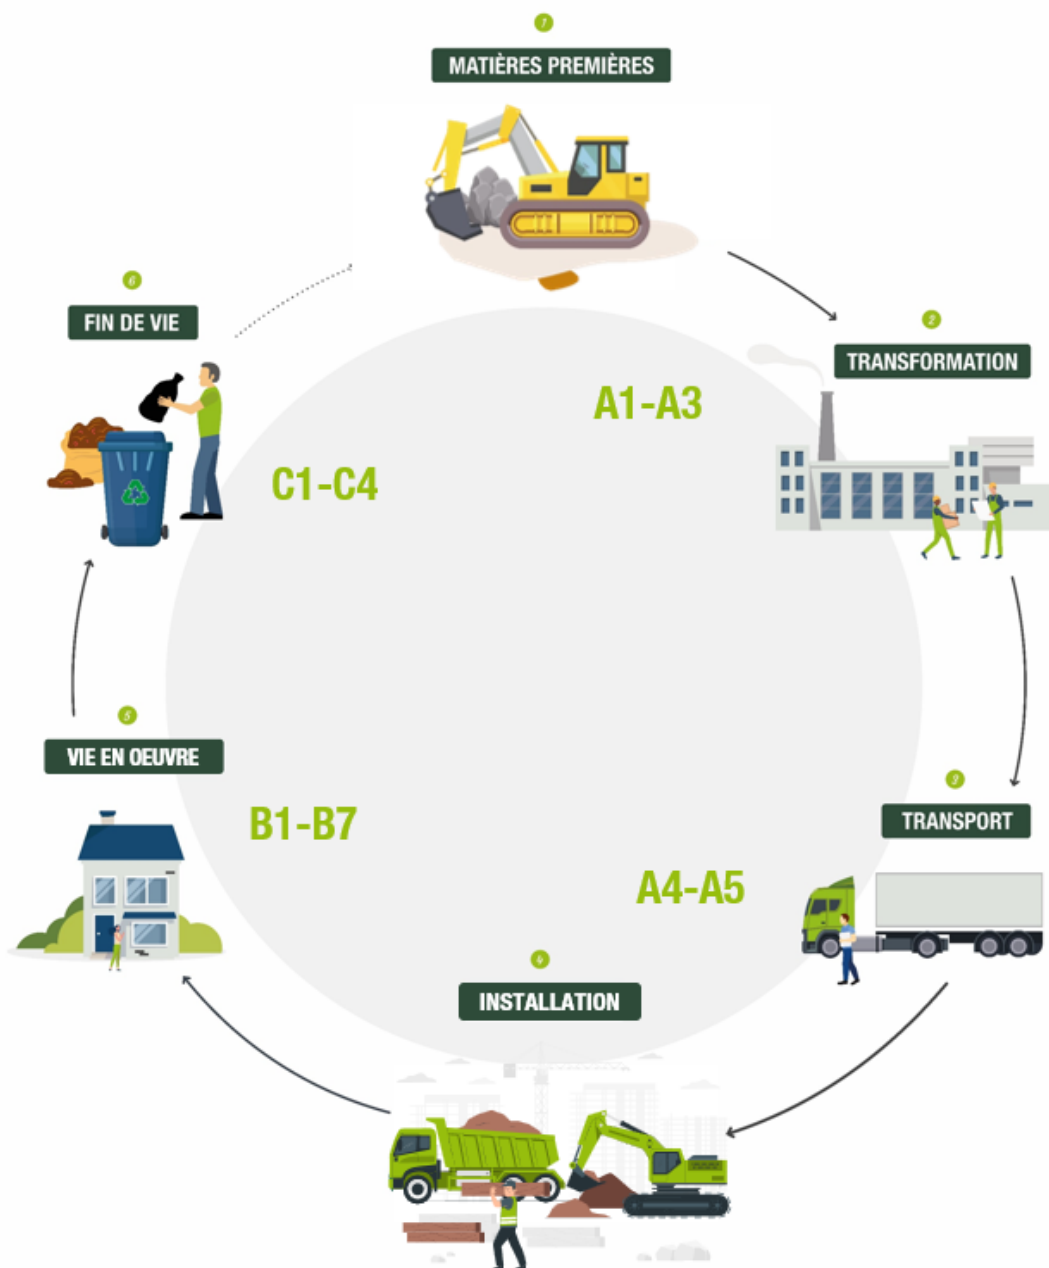 1
MATIÈRES PREMIÈRES
2
TRANSFORMATION
A1-A3
3
TRANSPORT
A4-A5
4
INSTALLATION
5
VIE EN OEUVRE
B1-B7
6
FIN DE VIE
C1-C4